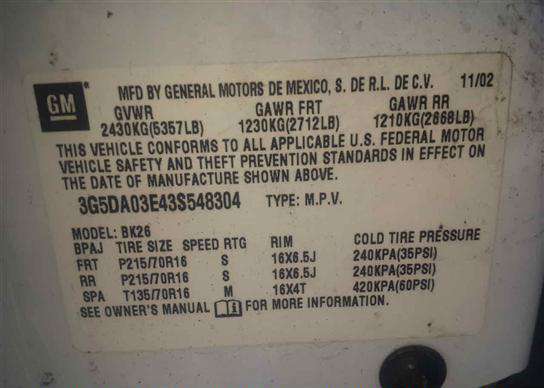 GM
MFD BY GENERAL MOTORS DE MEXICO, S. DE R.L. DE C.V. 11/02
GVWR GAWR FRT GAWR RR
2430KG(5357LB) 1230KG(2712LB) 1210KG(2668LB)
THIS VEHICLE CONFORMS TO ALL APPLICABLE U.S. FEDERAL MOTOR
VEHICLE SAFETY AND THEFT PREVENTION STANDARDS IN EFFECT ON
THE DATE OF MANUFACTURE SHOWN ABOVE.
3G5DA03E43S548304 TYPE: M.P.V.
MODEL: BK26
BPAJ TIRE SIZE SPEED RTG RIM COLD TIRE PRESSURE
FRT P215/70R16 S 16X6.5J 240KPA(35PSI)
RR P215/70R16 S 16X6.5J 240KPA(35PSI)
SPA T135/70R16 M 16X4T 420KPA(60PSI)
SEE OWNER'S MANUAL FOR MORE INFORMATION.